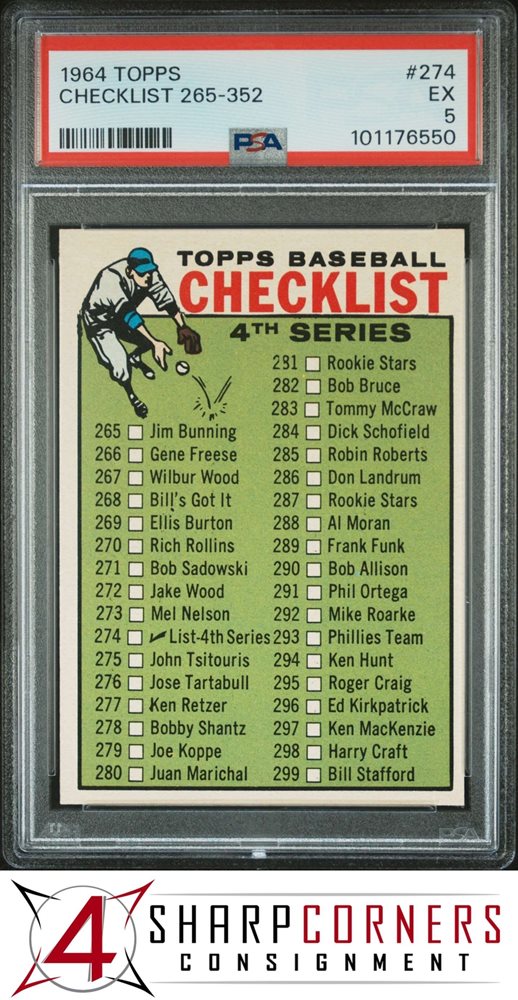 1964 TOPPS #274
CHECKLIST 265-352 EX
5
PSA 101176550
TOPPS BASEBALL
CHECKLIST
4TH SERIES
281 Rookie Stars
282 Bob Bruce
283 Tommy McCraw
265 Jim Bunning 284 Dick Schofield
266 Gene Freese 285 Robin Roberts
267 Wilbur Wood 286 Don Landrum
268 Bill's Got It 287 Rookie Stars
269 Ellis Burton 288 Al Moran
270 Rich Rollins 289 Frank Funk
271 Bob Sadowski 290 Bob Allison
272 Jake Wood 291 Phil Ortega
273 Mel Nelson 292 Mike Roarke
274 List-4th Series 293 Phillies Team
275 John Tsitouris 294 Ken Hunt
276 Jose Tartabull 295 Roger Craig
277 Ken Retzer 296 Ed Kirkpatrick
278 Bobby Shantz 297 Ken MacKenzie
279 Joe Koppe 298 Harry Craft
280 Juan Marichal 299 Bill Stafford
PSA
4 SHARPCORNERS
CONSIGNMENT